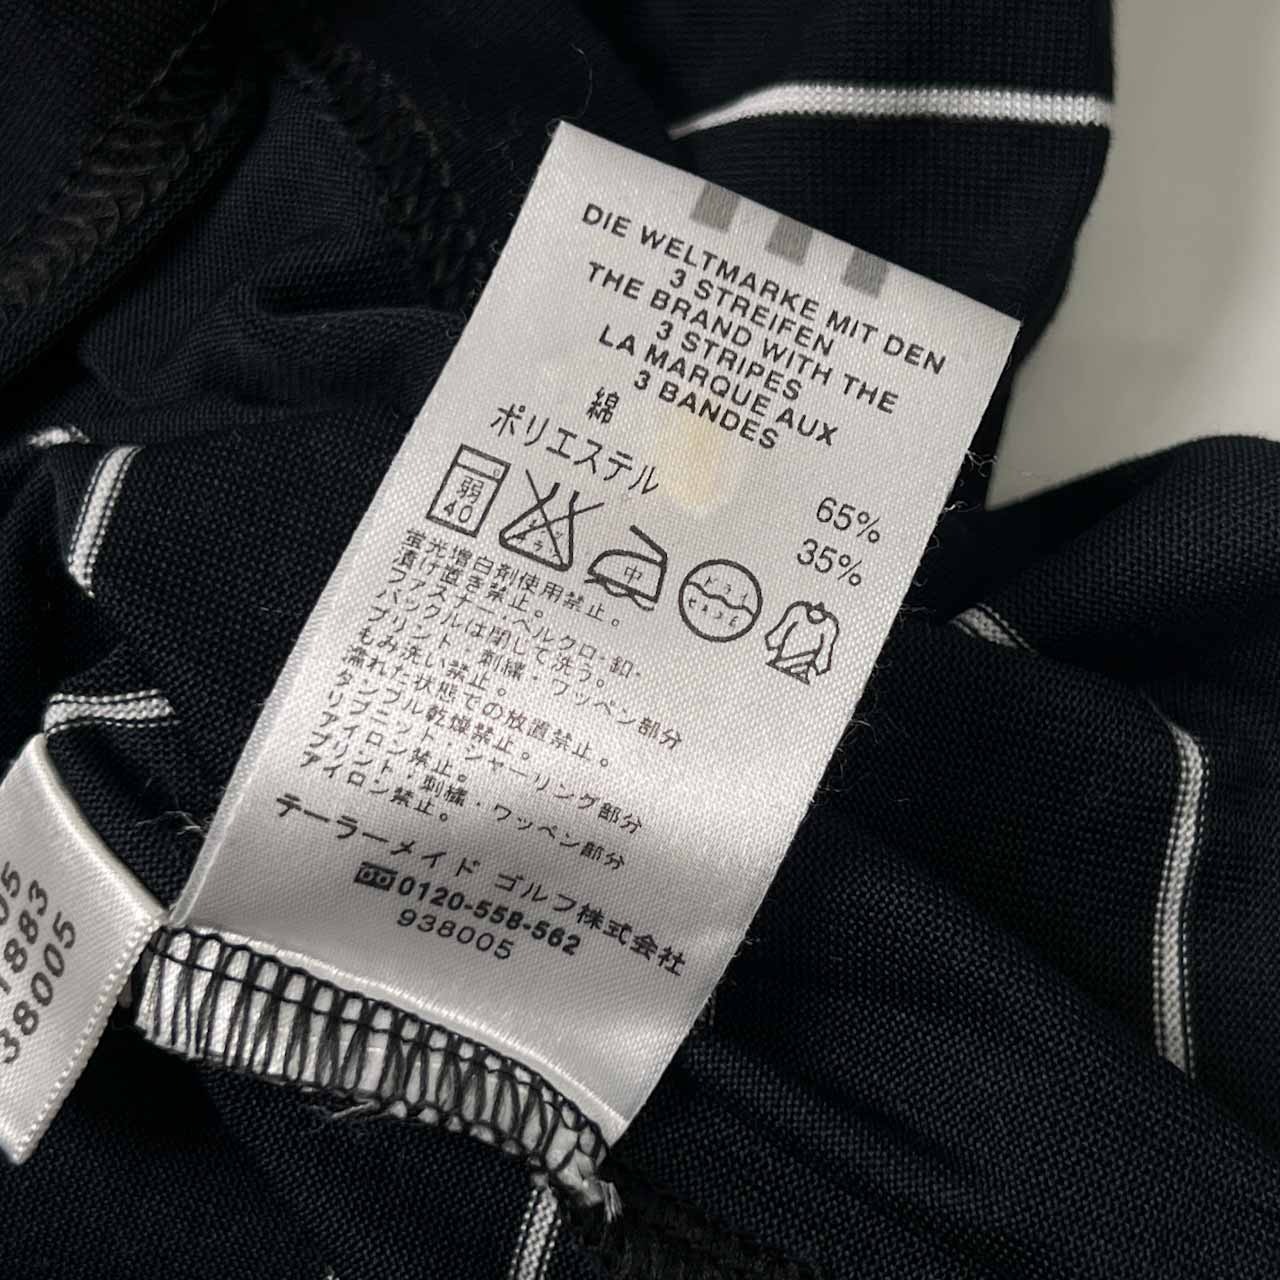 DIE WELTMARKE MIT DEN
3 STREIFEN
THE BRAND WITH THE
3 STRIPES
LA MARQUE AUX
3 BANDES
綿 65%
ポリエステル 35%
弱
40
中
ドライ
蛍光増白剤使用禁止。
漬け置き禁止。
ファスナー・ベルクロ・釦・
バックルは閉じて洗う。
プリント・刺繍・ワッペン部分
もみ洗い禁止。
濡れた状態での放置禁止。
タンブル乾燥禁止。
リブニット・シャーリング部分
アイロン禁止。
プリント・刺繍・ワッペン部分
アイロン禁止。
テーラーメイド ゴルフ株式会社
0120-558-562
938005
05
1883
38005